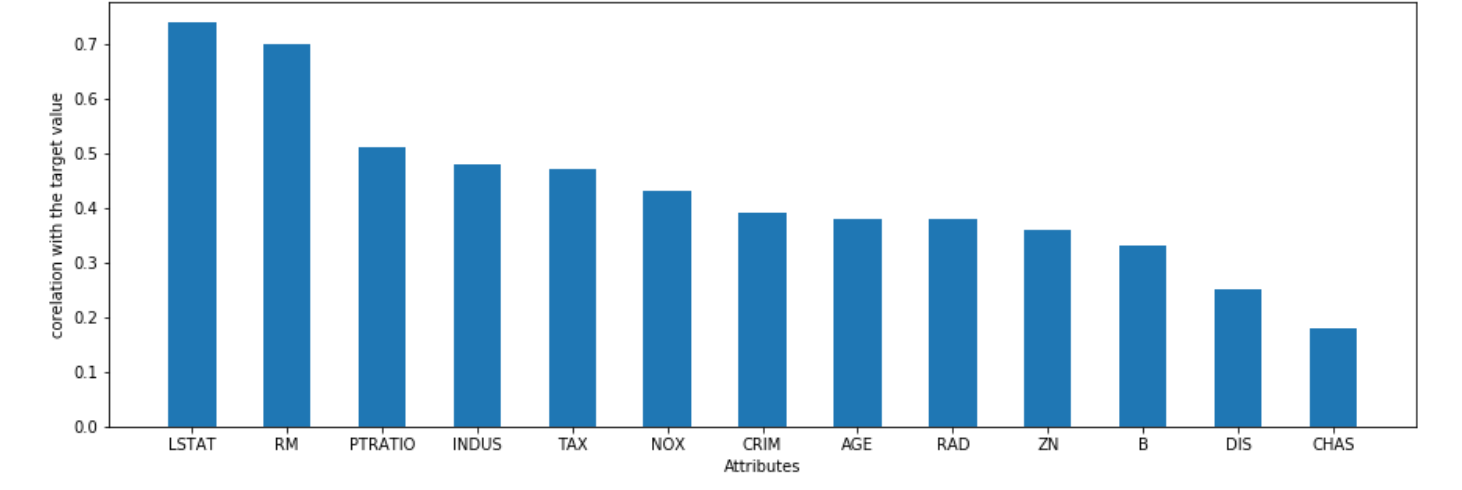 corelation with the target value
0.7
0.6
0.5
0.4
0.3
0.2
0.1
0.0
LSTAT RM PTRATIO INDUS TAX NOX CRIM AGE RAD ZN B DIS CHAS
Attributes